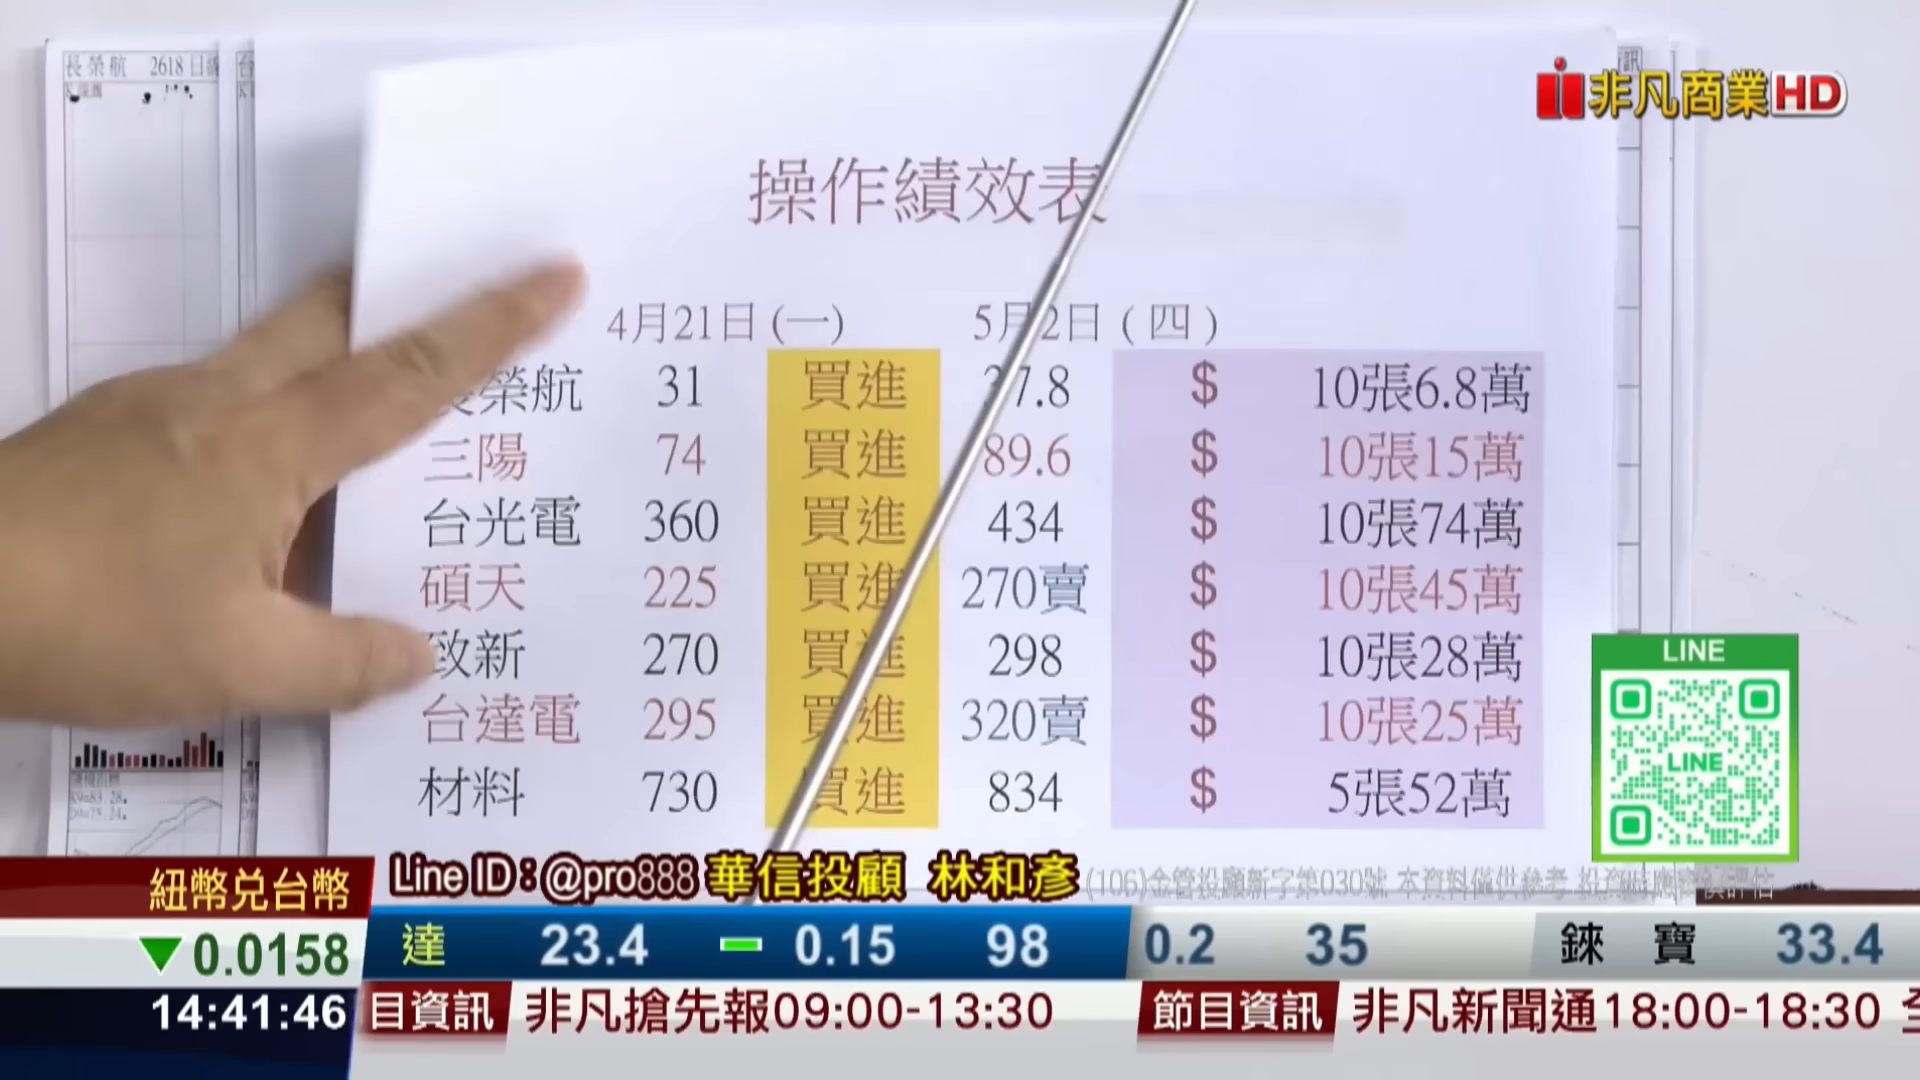 長榮航 2618 日線
非凡商業HD
操作績效表
4月21日(一) 5月2日(四)
長榮航 31 買進 37.8 $ 10張6.8萬
三陽 74 買進 89.6 $ 10張15萬
台光電 360 買進 434 $ 10張74萬
碩天 225 買進 270賣 $ 10張45萬
致新 270 買進 298 $ 10張28萬
台達電 295 買進 320賣 $ 10張25萬
材料 730 買進 834 $ 5張52萬
LINE
LINE
Line ID:@pro888 華信投顧 林和彥
(106)金管投顧新字第030號 本資料僅供參考
紐幣兌台幣
▼0.0158
達 23.4 – 0.15 98 0.2 35 錸寶 33.4
14:41:46
目資訊 非凡搶先報09:00-13:30 節目資訊 非凡新聞通18:00-18:30